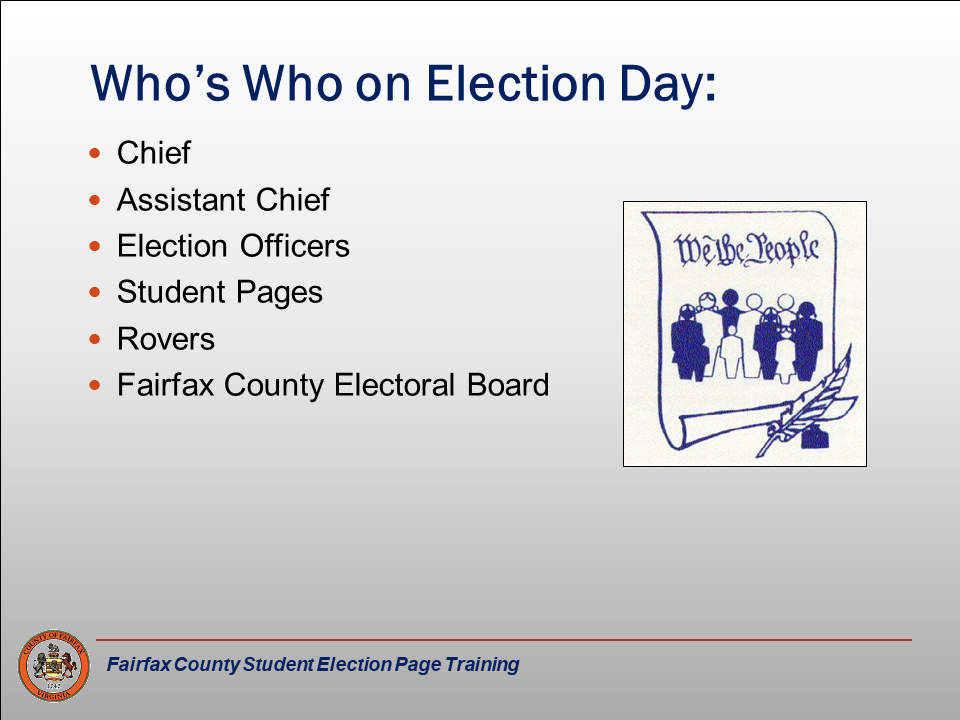 Who’s Who on Election Day:
Chief
Assistant Chief
Election Officers
Student Pages
Rovers
Fairfax County Electoral Board
We the People
COUNTY OF FAIRFAX
1742
VIRGINIA
Fairfax County Student Election Page Training